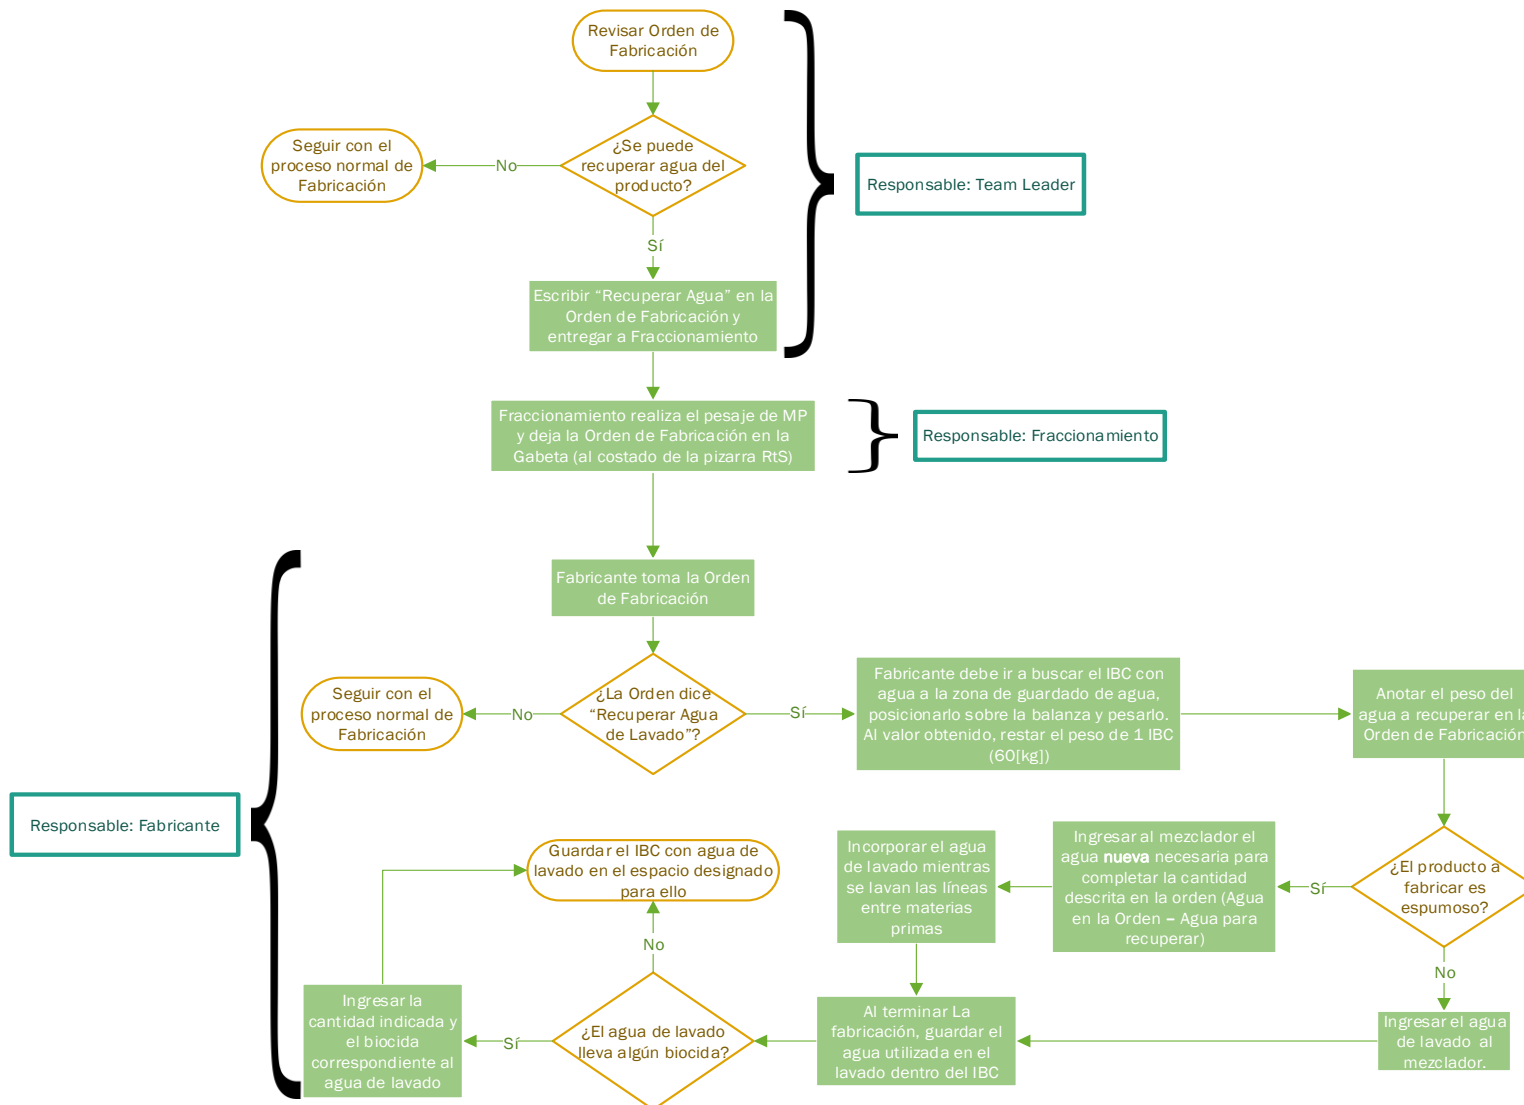 Revisar Orden de
Fabricación
¿Se puede
recuperar agua del
producto?
No
Seguir con el
proceso normal de
Fabricación
Responsable: Team Leader
Sí
Escribir “Recuperar Agua” en la
Orden de Fabricación y
entregar a Fraccionamiento
Fraccionamiento realiza el pesaje de MP
y deja la Orden de Fabricación en la
Gabeta (al costado de la pizarra RtS)
Responsable: Fraccionamiento
Fabricante toma la Orden
de Fabricación
¿La Orden dice
“Recuperar Agua
de Lavado”?
No
Seguir con el
proceso normal de
Fabricación
Sí
Fabricante debe ir a buscar el IBC con
agua a la zona de guardado de agua,
posicionarlo sobre la balanza y pesarlo.
Al valor obtenido, restar el peso de 1 IBC
(60[kg])
Anotar el peso del
agua a recuperar en la
Orden de Fabricación
Responsable: Fabricante
¿El producto a
fabricar es
espumoso?
Sí
Ingresar al mezclador el
agua nueva necesaria para
completar la cantidad
descrita en la orden (Agua
en la Orden – Agua para
recuperar)
Incorporar el agua
de lavado mientras
se lavan las líneas
entre materias
primas
No
Ingresar el agua
de lavado al
mezclador.
Al terminar La
fabricación, guardar el
agua utilizada en el
lavado dentro del IBC
¿El agua de lavado
lleva algún biocida?
No
Guardar el IBC con agua de
lavado en el espacio designado
para ello
Sí
Ingresar la
cantidad indicada y
el biocida
correspondiente al
agua de lavado